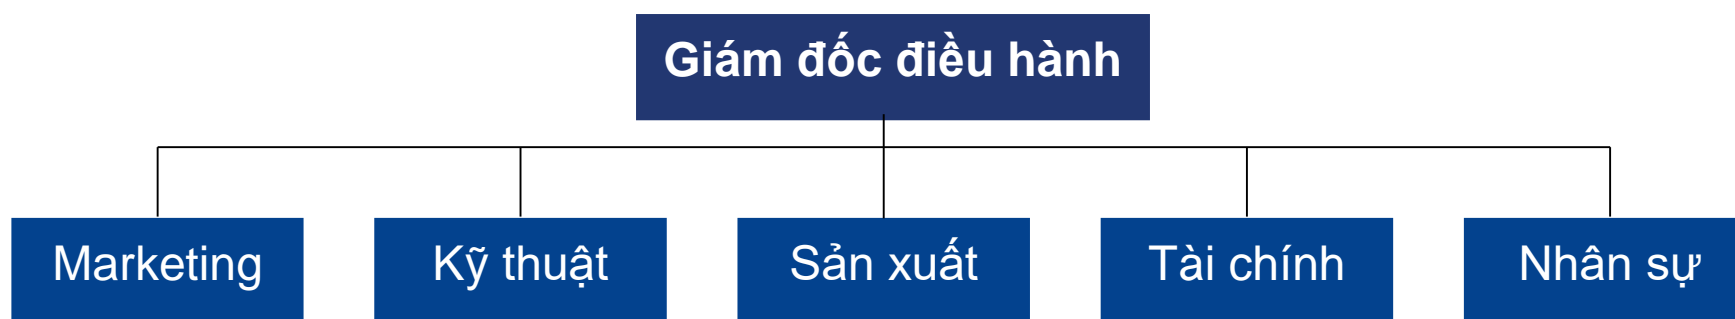 Giám đốc điều hành
Marketing
Kỹ thuật
Sản xuất
Tài chính
Nhân sự